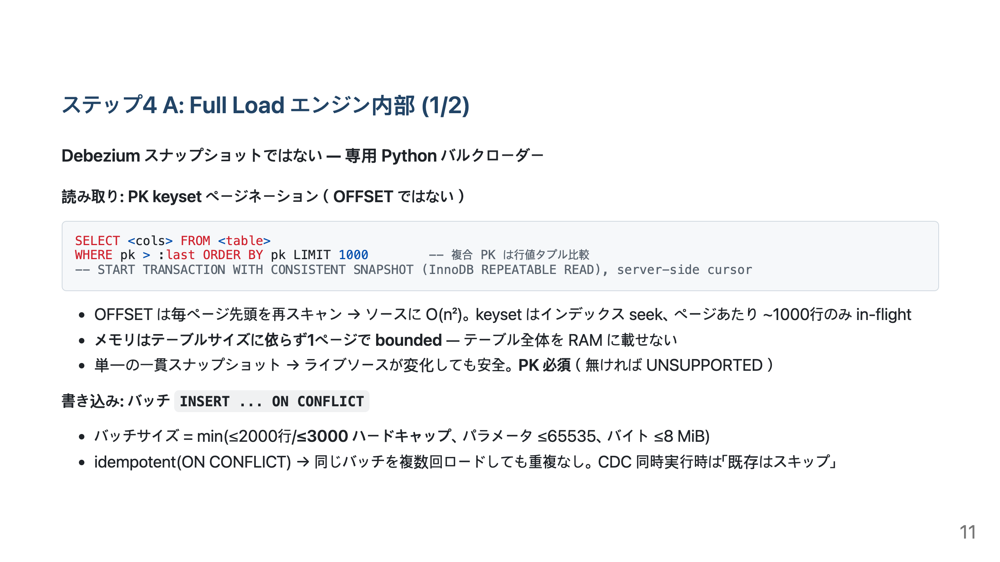 ステップ4 A: Full Load エンジン内部 (1/2)
Debezium スナップショットではない — 専用 Python バルクローダー
読み取り: PK keyset ページネーション（OFFSET ではない）
SELECT <cols> FROM <table>
WHERE pk > :last ORDER BY pk LIMIT 1000        -- 複合 PK は行値タプル比較
-- START TRANSACTION WITH CONSISTENT SNAPSHOT (InnoDB REPEATABLE READ), server-side cursor
• OFFSET は毎ページ先頭を再スキャン → ソースに O(n²)。keyset はインデックス seek、ページあたり ~1000行のみ in-flight
• メモリはテーブルサイズに依らず1ページで bounded — テーブル全体を RAM に載せない
• 単一の一貫スナップショット → ライブソースが変化しても安全。PK 必須（無ければ UNSUPPORTED）
書き込み: バッチ INSERT ... ON CONFLICT
• バッチサイズ = min(≤2000行/≤3000 ハードキャップ、パラメータ ≤65535、バイト ≤8 MiB)
• idempotent(ON CONFLICT) → 同じバッチを複数回ロードしても重複なし。CDC 同時実行時は「既存はスキップ」
11